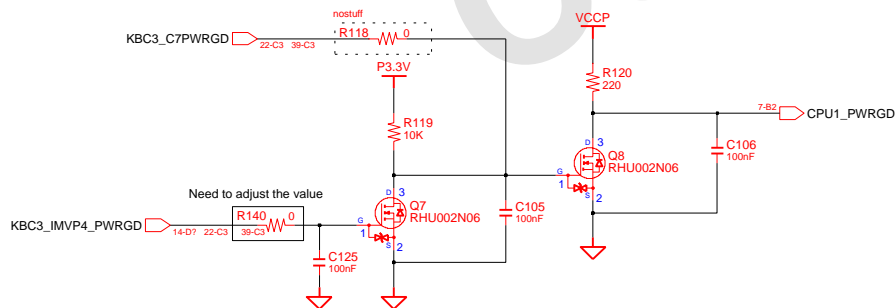 nostuff
VCCP
R118 0
KBC3_C7PWRGD
22-C3 39-C3
P3.3V
R120
220
7-B2
CPU1_PWRGD
R119
10K
D 3
Q8
RHU002N06
C106
100nF
G
1
S
2
Need to adjust the value
D 3
Q7
RHU002N06
C105
100nF
KBC3_IMVP4_PWRGD
R140 0
14-D? 22-C3 39-C3
G
1
S
2
C125
100nF